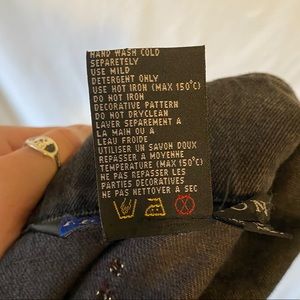 HAND WASH COLD
SEPARETELY
USE MILD
DETERGENT ONLY
USE HOT IRON (MAX 150°C)
DO NOT IRON
DECORATIVE PATTERN
DO NOT DRYCLEAN
LAVER SEPAREMENT A
LA MAIN OU A
LEAU FROIDE
UTILISER UN SAVON DOUX
REPASSER A MOYENNE
TEMPERATURE (MAX 150°C)
NE PAS REPASSER LES
PARTIES DECORATIVES
NE PAS NETTOYER A SEC